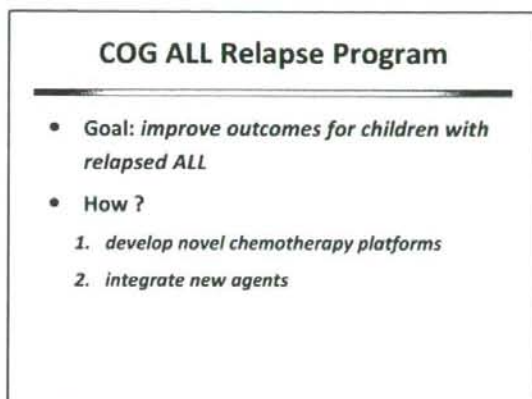 COG ALL Relapse Program
• Goal: improve outcomes for children with
relapsed ALL
• How ?
1. develop novel chemotherapy platforms
2. integrate new agents